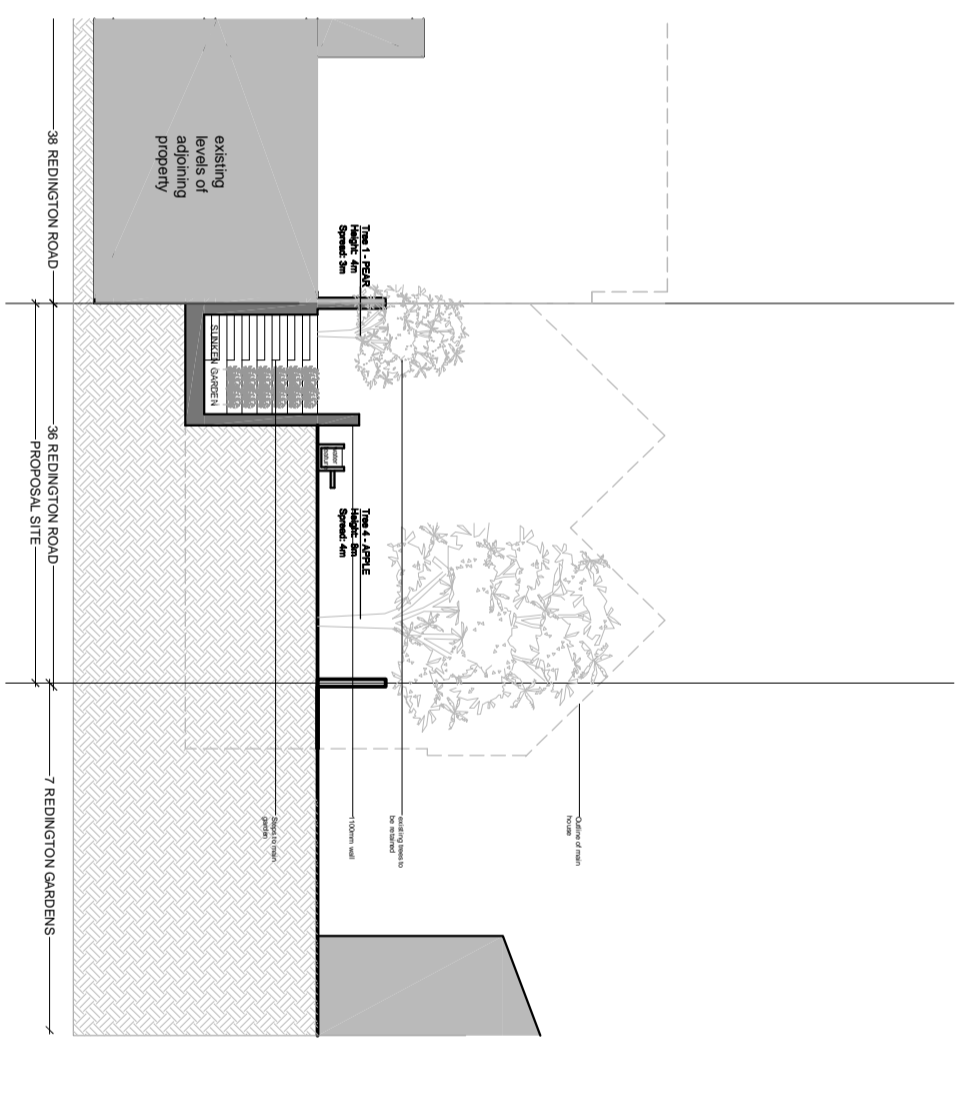 existing
levels of
adjoining
property
Tree 1 - PEAR
Height: 4m
Spread: 3m
SUNKEN GARDEN
Tree 4 - APPLE
Height: 8m
Spread: 4m
Outline of main
house
existing trees to
be retained
1100mm wall
Steps to main
garden
38 REDINGTON ROAD
36 REDINGTON ROAD
7 REDINGTON GARDENS
PROPOSAL SITE